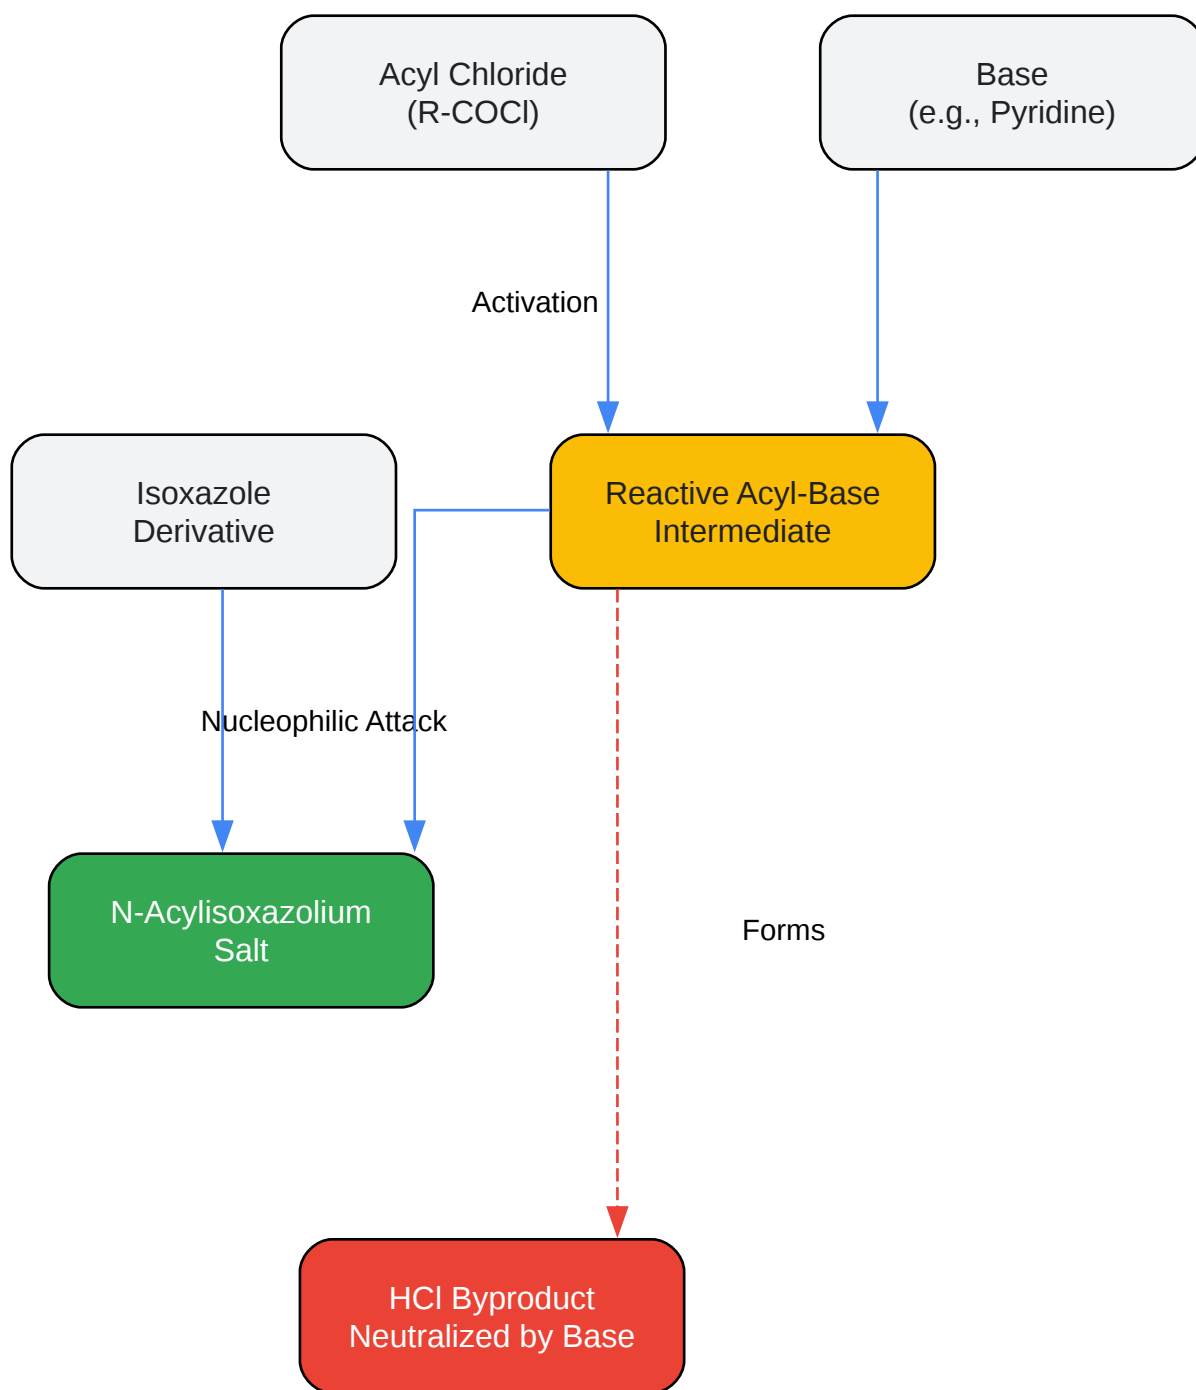 Acyl Chloride
(R-COCl)
Base
(e.g., Pyridine)
Activation
Isoxazole
Derivative
Reactive Acyl-Base
Intermediate
Nucleophilic Attack
N-Acylisoxazolium
Salt
Forms
HCl Byproduct
Neutralized by Base